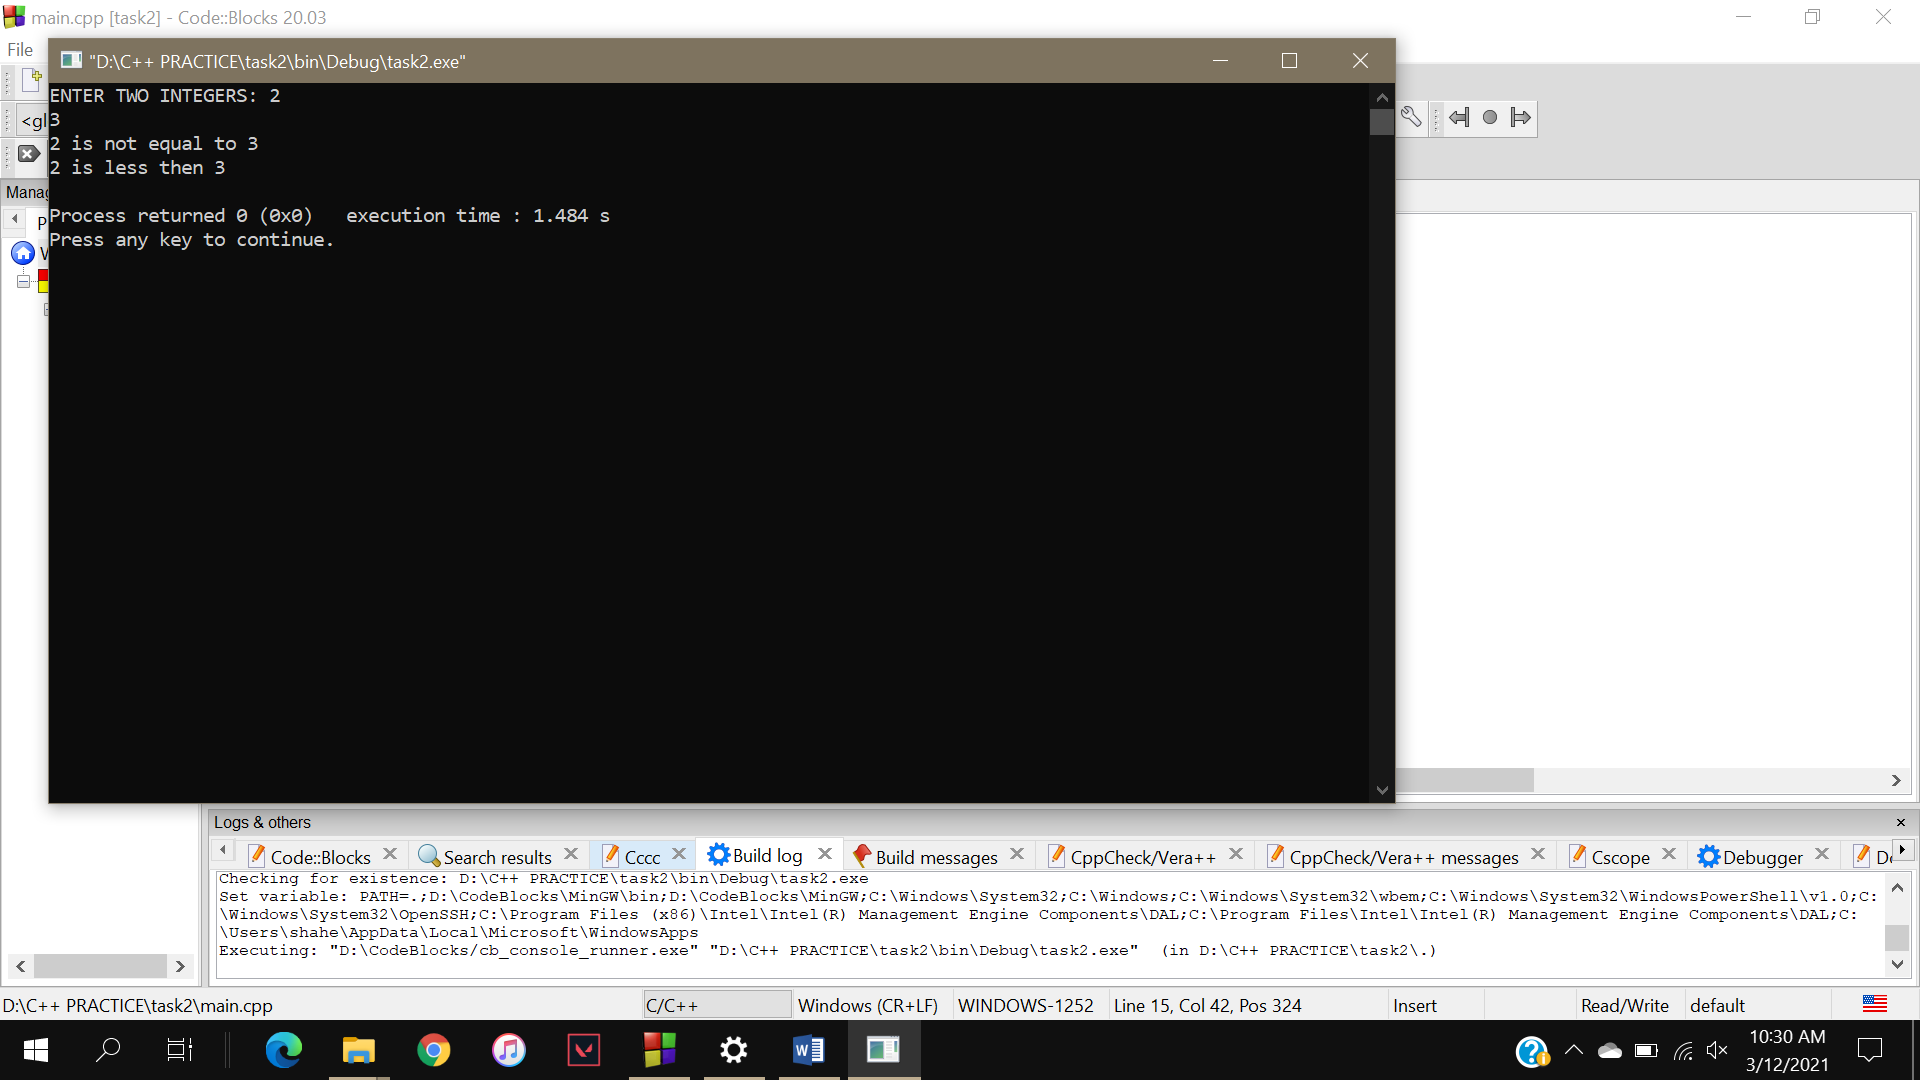 main.cpp [task2] - Code::Blocks 20.03
File
"D:\C++ PRACTICE\task2\bin\Debug\task2.exe"
ENTER TWO INTEGERS: 2
3
2 is not equal to 3
2 is less then 3
Process returned 0 (0x0)   execution time : 1.484 s
Press any key to continue.
<gl
Manag
P
Logs & others
Code::Blocks
Search results
Cccc
Build log
Build messages
CppCheck/Vera++
CppCheck/Vera++ messages
Cscope
Debugger
Checking for existence: D:\C++ PRACTICE\task2\bin\Debug\task2.exe
Set variable: PATH=.;D:\CodeBlocks\MinGW\bin;D:\CodeBlocks\MinGW;C:\Windows\System32;C:\Windows;C:\Windows\System32\wbem;C:\Windows\System32\WindowsPowerShell\v1.0;C:
\Windows\System32\OpenSSH;C:\Program Files (x86)\Intel\Intel(R) Management Engine Components\DAL;C:\Program Files\Intel\Intel(R) Management Engine Components\DAL;C:
\Users\shahe\AppData\Local\Microsoft\WindowsApps
Executing: "D:\CodeBlocks/cb_console_runner.exe" "D:\C++ PRACTICE\task2\bin\Debug\task2.exe"  (in D:\C++ PRACTICE\task2\.)
D:\C++ PRACTICE\task2\main.cpp
C/C++
Windows (CR+LF)
WINDOWS-1252
Line 15, Col 42, Pos 324
Insert
Read/Write
default
10:30 AM
3/12/2021